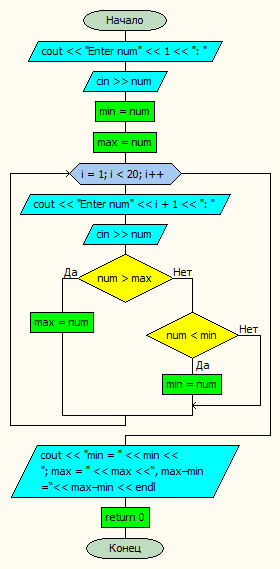 Начало
cout << "Enter num" << 1 << ": "
cin >> num
min = num
max = num
i = 1; i < 20; i++
cout << "Enter num" << i + 1 << ": "
cin >> num
Да
num > max
Нет
max = num
num < min
Нет
Да
min = num
cout << "min = " << min <<
"; max = " << max <<“, max–min
=“<< max–min << endl
return 0
Конец